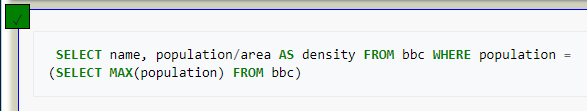 SELECT name, population/area AS density FROM bbc WHERE population =
(SELECT MAX(population) FROM bbc)